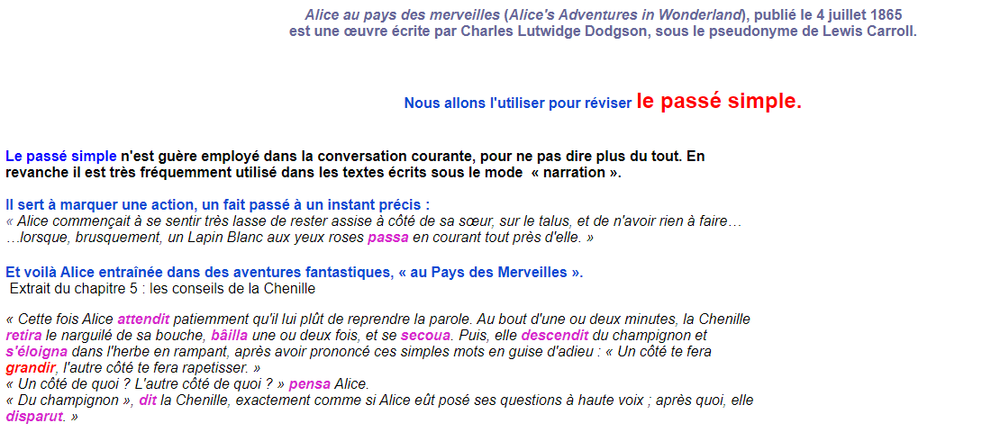 Alice au pays des merveilles (Alice's Adventures in Wonderland), publié le 4 juillet 1865
est une œuvre écrite par Charles Lutwidge Dodgson, sous le pseudonyme de Lewis Carroll.
Nous allons l'utiliser pour réviser le passé simple.
Le passé simple n'est guère employé dans la conversation courante, pour ne pas dire plus du tout. En
revanche il est très fréquemment utilisé dans les textes écrits sous le mode « narration ».
Il sert à marquer une action, un fait passé à un instant précis :
« Alice commençait à se sentir très lasse de rester assise à côté de sa sœur, sur le talus, et de n'avoir rien à faire…
…lorsque, brusquement, un Lapin Blanc aux yeux roses passa en courant tout près d'elle. »
Et voilà Alice entraînée dans des aventures fantastiques, « au Pays des Merveilles ».
Extrait du chapitre 5 : les conseils de la Chenille
« Cette fois Alice attendit patiemment qu'il lui plût de reprendre la parole. Au bout d'une ou deux minutes, la Chenille
retira le narguilé de sa bouche, bâilla une ou deux fois, et se secoua. Puis, elle descendit du champignon et
s'éloigna dans l'herbe en rampant, après avoir prononcé ces simples mots en guise d'adieu : « Un côté te fera
grandir, l'autre côté te fera rapetisser. »
« Un côté de quoi ? L'autre côté de quoi ? » pensa Alice.
« Du champignon », dit la Chenille, exactement comme si Alice eût posé ses questions à haute voix ; après quoi, elle
disparut. »